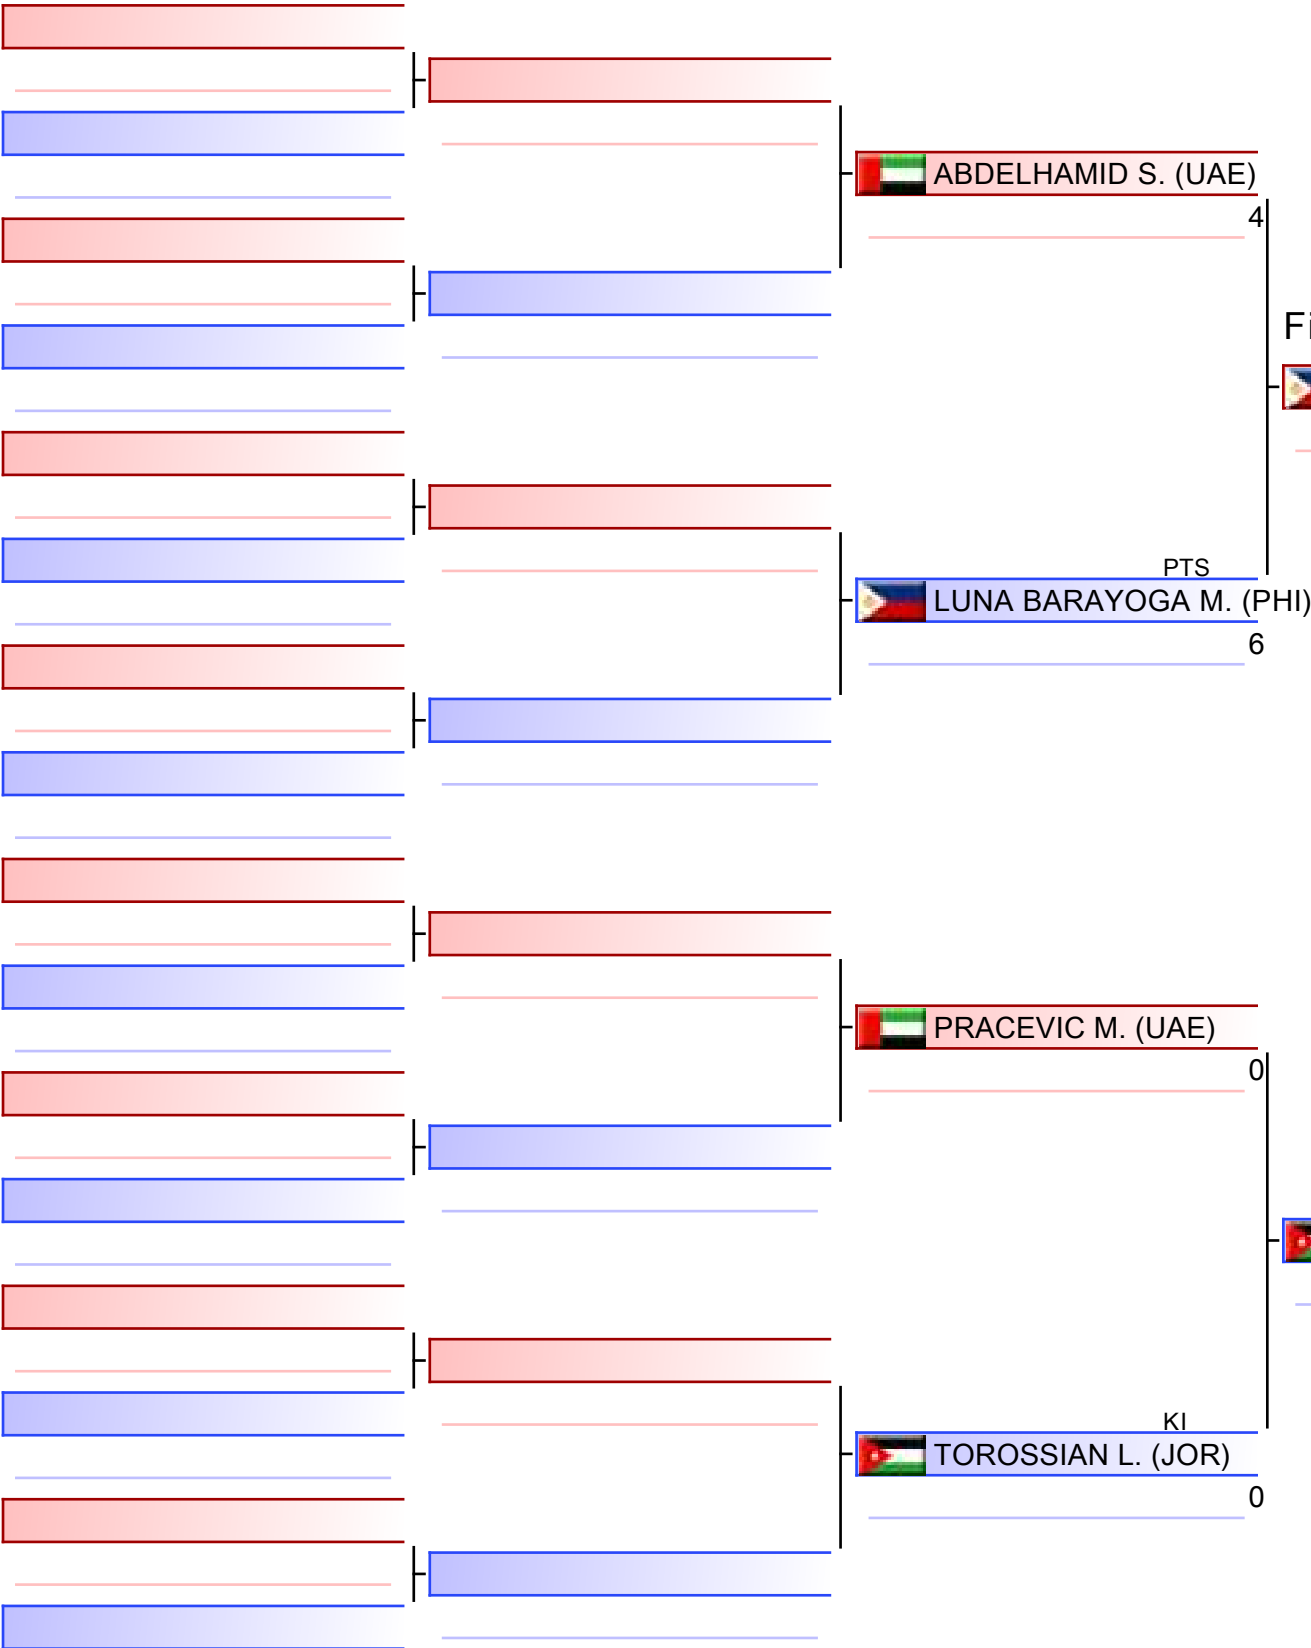 ABDELHAMID S. (UAE)
4
PTS
LUNA BARAYOGA M. (PHI)
6
PRACEVIC M. (UAE)
0
KI
TOROSSIAN L. (JOR)
0